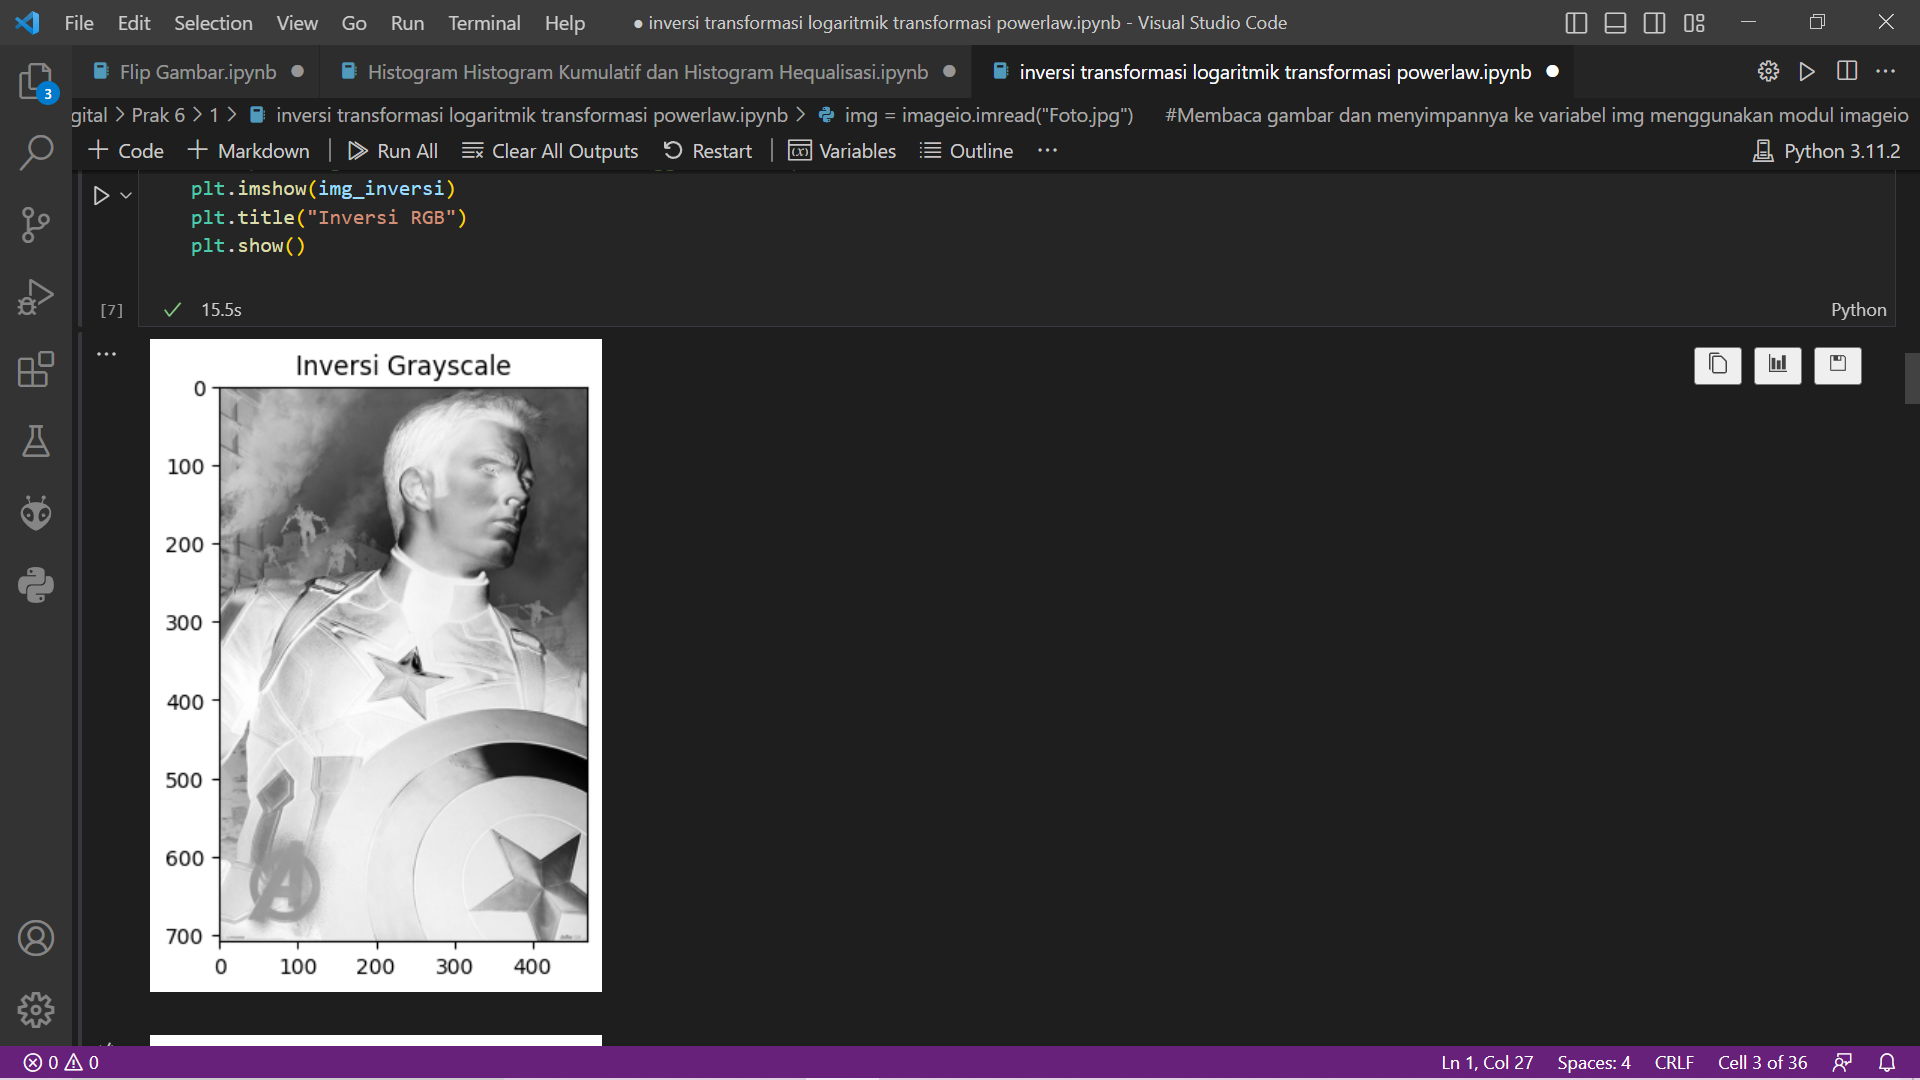 File Edit Selection View Go Run Terminal Help ● inversi transformasi logaritmik transformasi powerlaw.ipynb - Visual Studio Code
Flip Gambar.ipynb ● Histogram Histogram Kumulatif dan Histogram Hequalisasi.ipynb ● inversi transformasi logaritmik transformasi powerlaw.ipynb ●
gital > Prak 6 > 1 > inversi transformasi logaritmik transformasi powerlaw.ipynb > img = imageio.imread("Foto.jpg") #Membaca gambar dan menyimpannya ke variabel img menggunakan modul imageio
+ Code + Markdown Run All Clear All Outputs Restart Variables Outline ··· Python 3.11.2
3
plt.imshow(img_inversi)
plt.title("Inversi RGB")
plt.show()
[7] 15.5s Python
Inversi Grayscale
0
100
200
300
400
500
600
700
0 100 200 300 400
A
0 0 Ln 1, Col 27 Spaces: 4 CRLF Cell 3 of 36